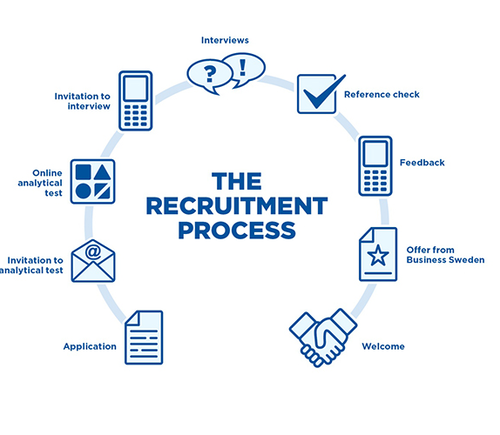 Interviews
?
!
Invitation to
interview
Reference check
Online
analytical
test
Feedback
THE
RECRUITMENT
PROCESS
@
Invitation to
analytical test
Offer from
Business Sweden
Application
Welcome